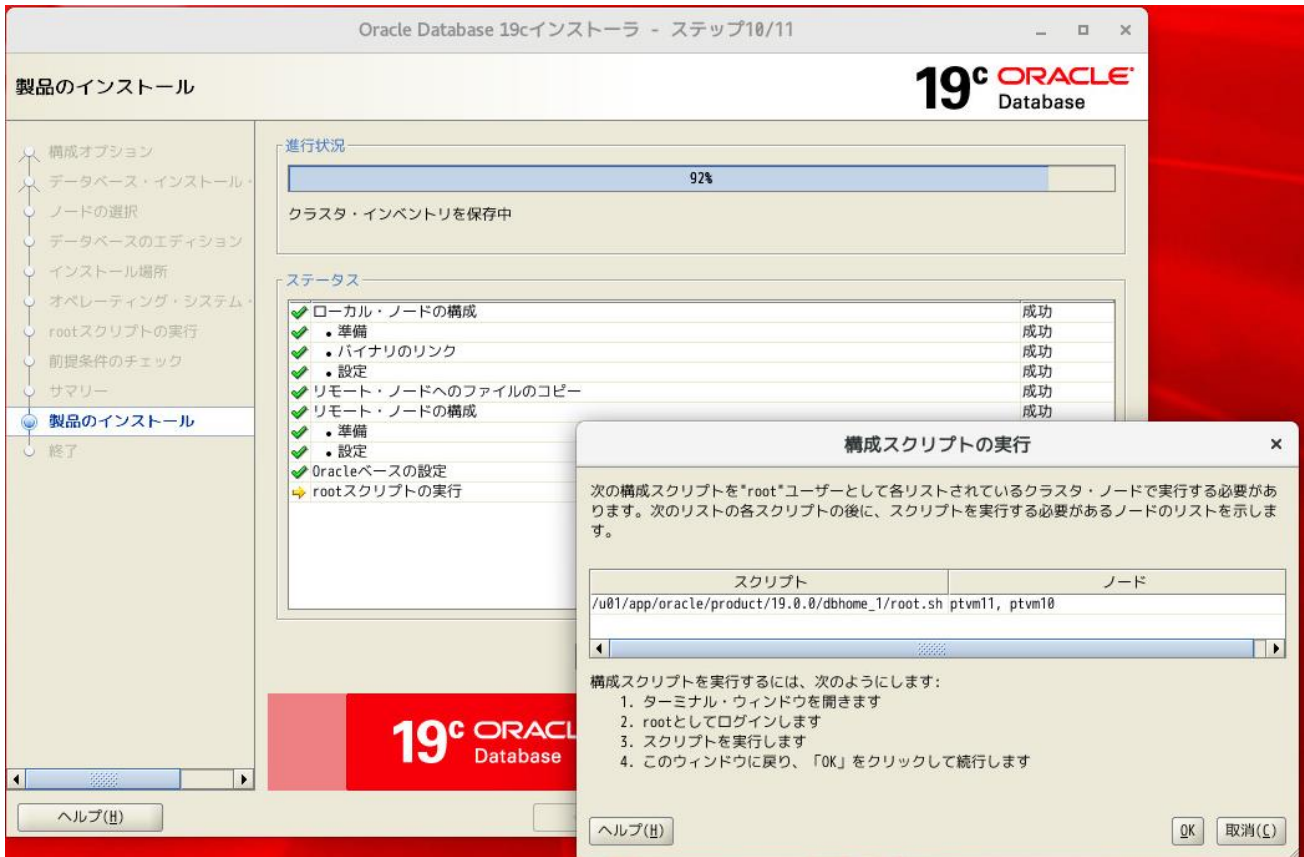 Oracle Database 19cインストーラ - ステップ10/11
製品のインストール
19c ORACLE
Database
構成オプション
データベース・インストール・
ノードの選択
データベースのエディション
インストール場所
オペレーティング・システム・
rootスクリプトの実行
前提条件のチェック
サマリー
製品のインストール
終了
進行状況
92%
クラスタ・インベントリを保存中
ステータス
ローカル・ノードの構成 成功
・準備 成功
・バイナリのリンク 成功
・設定 成功
リモート・ノードへのファイルのコピー 成功
リモート・ノードの構成 成功
・準備
・設定
Oracleベースの設定
rootスクリプトの実行
19c ORACL
Database
ヘルプ(H)
構成スクリプトの実行
次の構成スクリプトを"root"ユーザーとして各リストされているクラスタ・ノードで実行する必要があ
ります。次のリストの各スクリプトの後に、スクリプトを実行する必要があるノードのリストを示しま
す。
スクリプト ノード
/u01/app/oracle/product/19.0.0/dbhome_1/root.sh ptvm11, ptvm10
構成スクリプトを実行するには、次のようにします:
1. ターミナル・ウィンドウを開きます
2. rootとしてログインします
3. スクリプトを実行します
4. このウィンドウに戻り、「OK」をクリックして続行します
ヘルプ(H)
OK
取消(C)